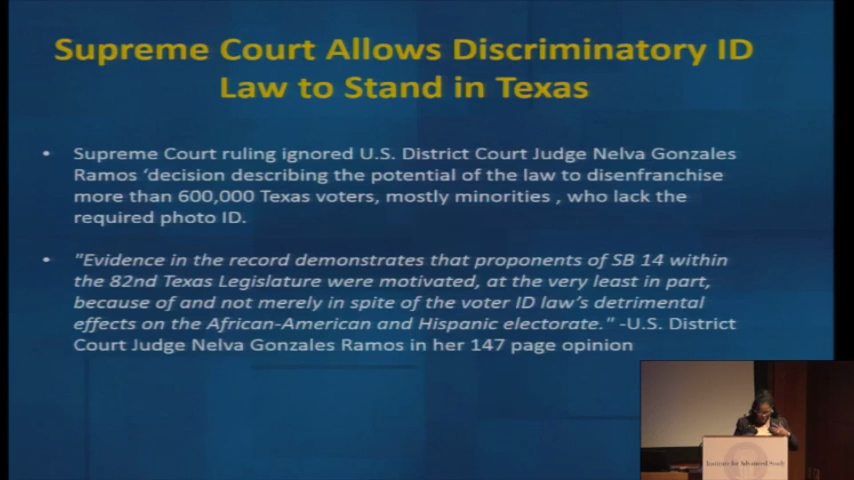 Supreme Court Allows Discriminatory ID
Law to Stand in Texas
• Supreme Court ruling ignored U.S. District Court Judge Nelva Gonzales
Ramos ‘decision describing the potential of the law to disenfranchise
more than 600,000 Texas voters, mostly minorities , who lack the
required photo ID.
• "Evidence in the record demonstrates that proponents of SB 14 within
the 82nd Texas Legislature were motivated, at the very least in part,
because of and not merely in spite of the voter ID law’s detrimental
effects on the African-American and Hispanic electorate." -U.S. District
Court Judge Nelva Gonzales Ramos in her 147 page opinion
Institute for Advanced Study